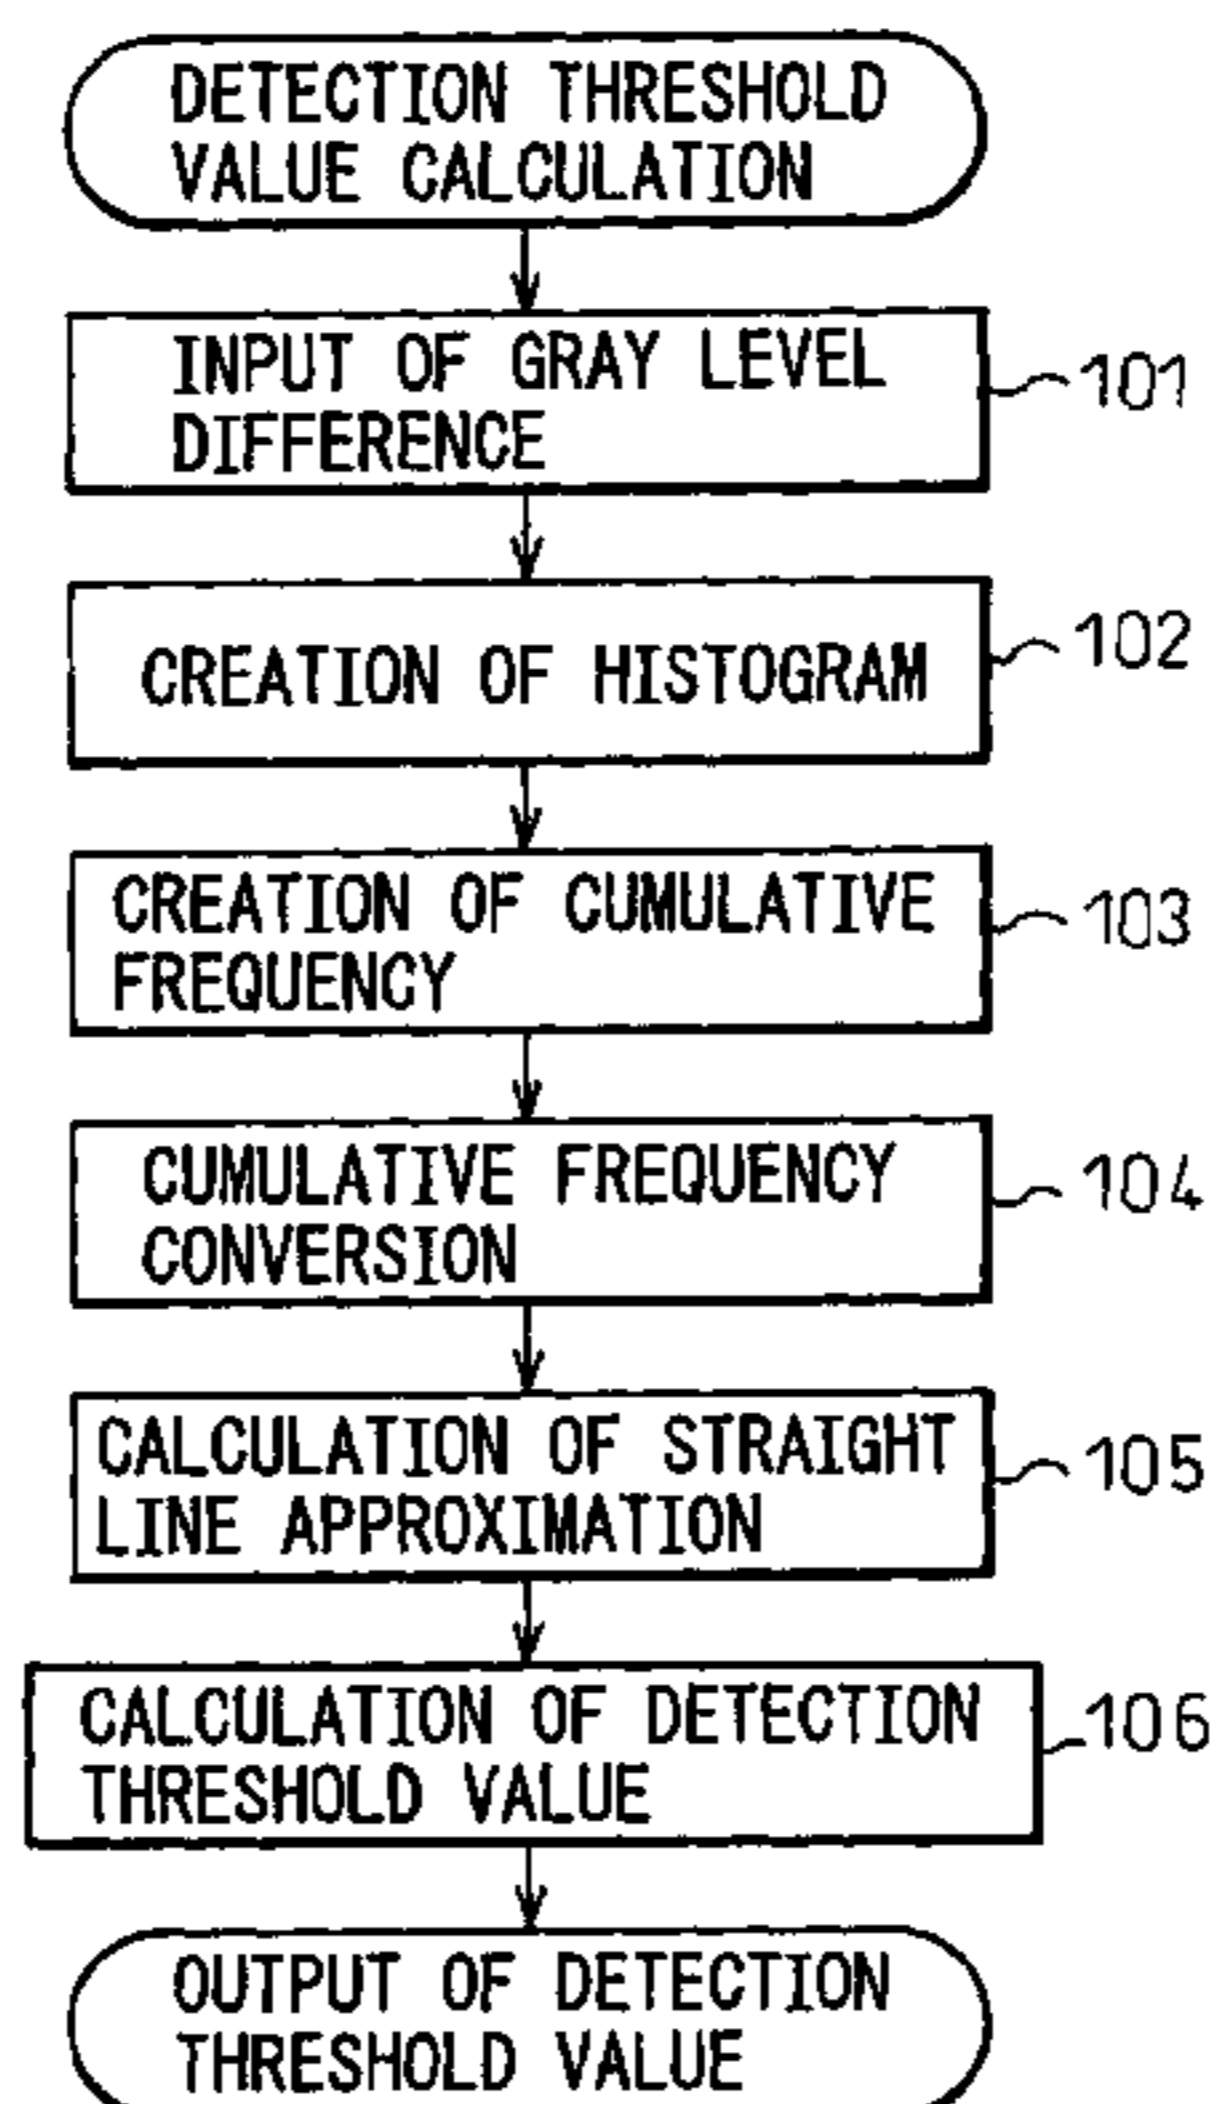 DETECTION THRESHOLD
VALUE CALCULATION
INPUT OF GRAY LEVEL
DIFFERENCE
101
CREATION OF HISTOGRAM
102
CREATION OF CUMULATIVE
FREQUENCY
103
CUMULATIVE FREQUENCY
CONVERSION
104
CALCULATION OF STRAIGHT
LINE APPROXIMATION
105
CALCULATION OF DETECTION
THRESHOLD VALUE
106
OUTPUT OF DETECTION
THRESHOLD VALUE